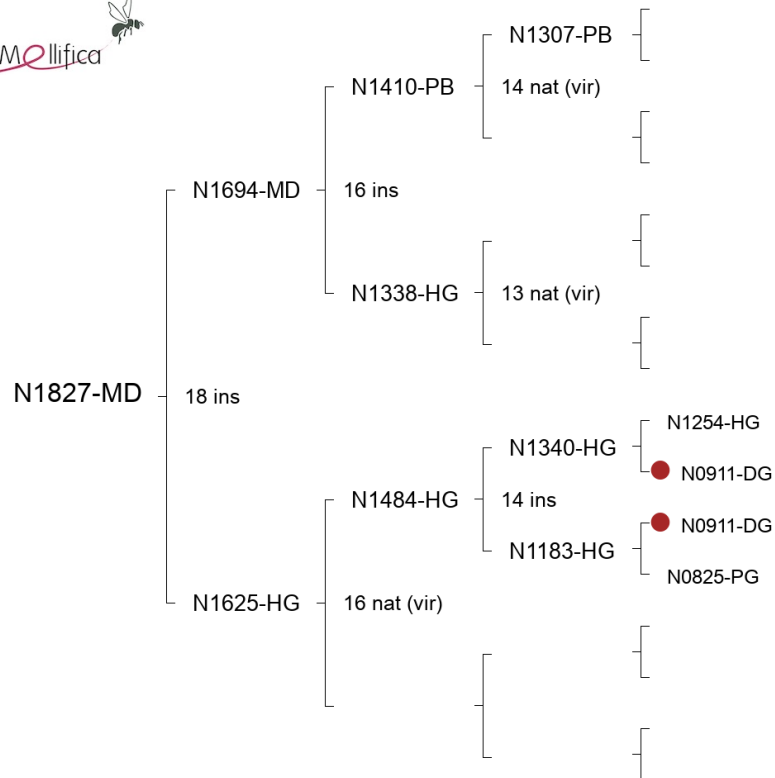 Mellifica
N1307-PB
N1410-PB
14 nat (vir)
N1694-MD
16 ins
N1338-HG
13 nat (vir)
N1827-MD
18 ins
N1254-HG
N1340-HG
N0911-DG
N1484-HG
14 ins
N0911-DG
N1183-HG
N0825-PG
N1625-HG
16 nat (vir)